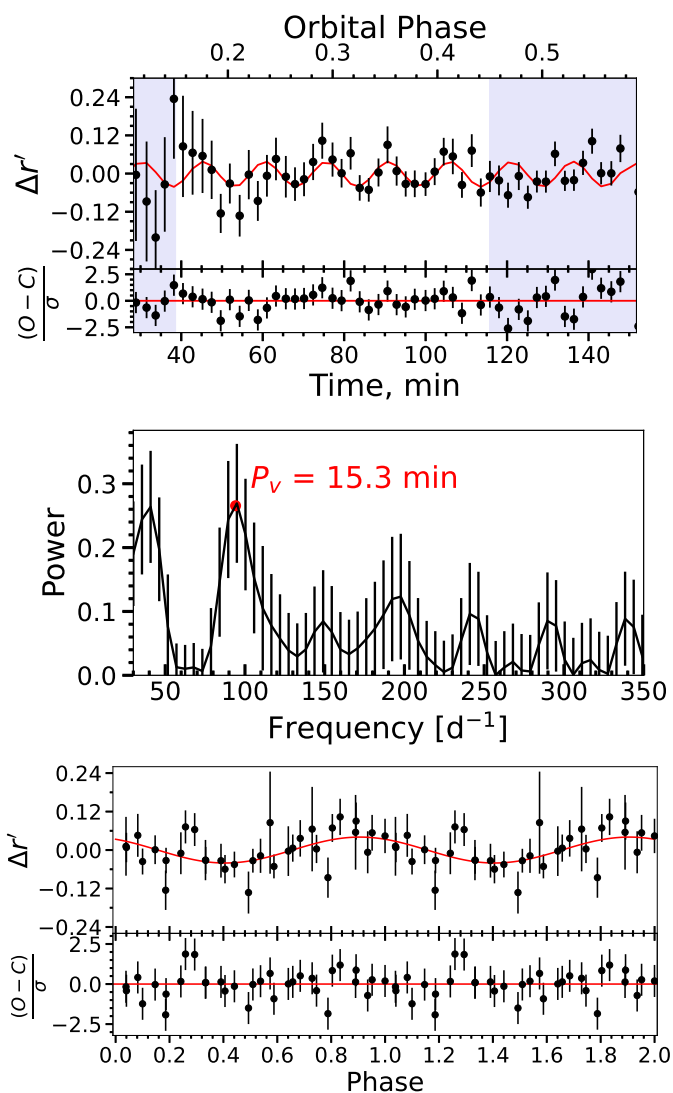 Orbital Phase
0.2 0.3 0.4 0.5
0.24
0.12
0.00
−0.12
−0.24
Δr′
2.5
0.0
−2.5
(O − C)
σ
40 60 80 100 120 140
Time, min
P_v = 15.3 min
0.3
0.2
0.1
0.0
Power
50 100 150 200 250 300 350
Frequency [d⁻¹]
0.24
0.12
0.00
−0.12
−0.24
Δr′
2.5
0.0
−2.5
(O − C)
σ
0.0 0.2 0.4 0.6 0.8 1.0 1.2 1.4 1.6 1.8 2.0
Phase